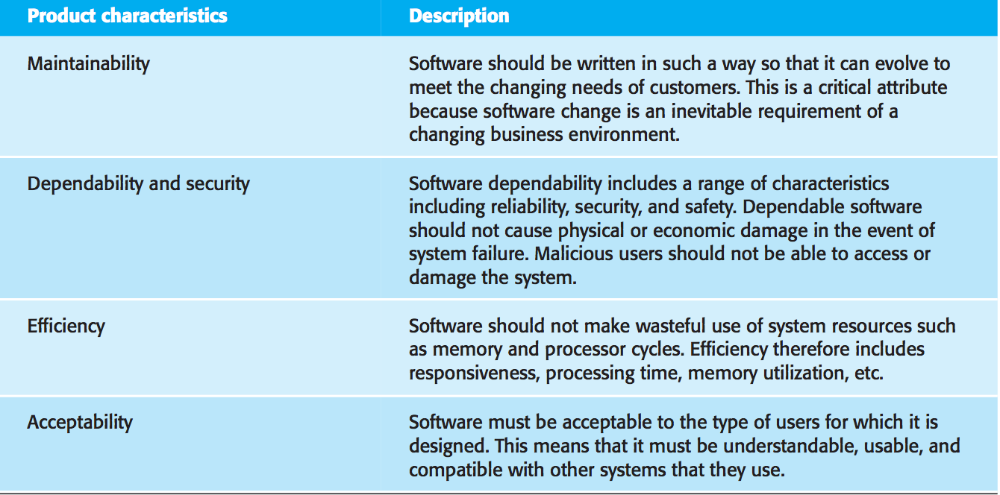 Product characteristics
Description
Maintainability
Software should be written in such a way so that it can evolve to
meet the changing needs of customers. This is a critical attribute
because software change is an inevitable requirement of a
changing business environment.
Dependability and security
Software dependability includes a range of characteristics
including reliability, security, and safety. Dependable software
should not cause physical or economic damage in the event of
system failure. Malicious users should not be able to access or
damage the system.
Efficiency
Software should not make wasteful use of system resources such
as memory and processor cycles. Efficiency therefore includes
responsiveness, processing time, memory utilization, etc.
Acceptability
Software must be acceptable to the type of users for which it is
designed. This means that it must be understandable, usable, and
compatible with other systems that they use.